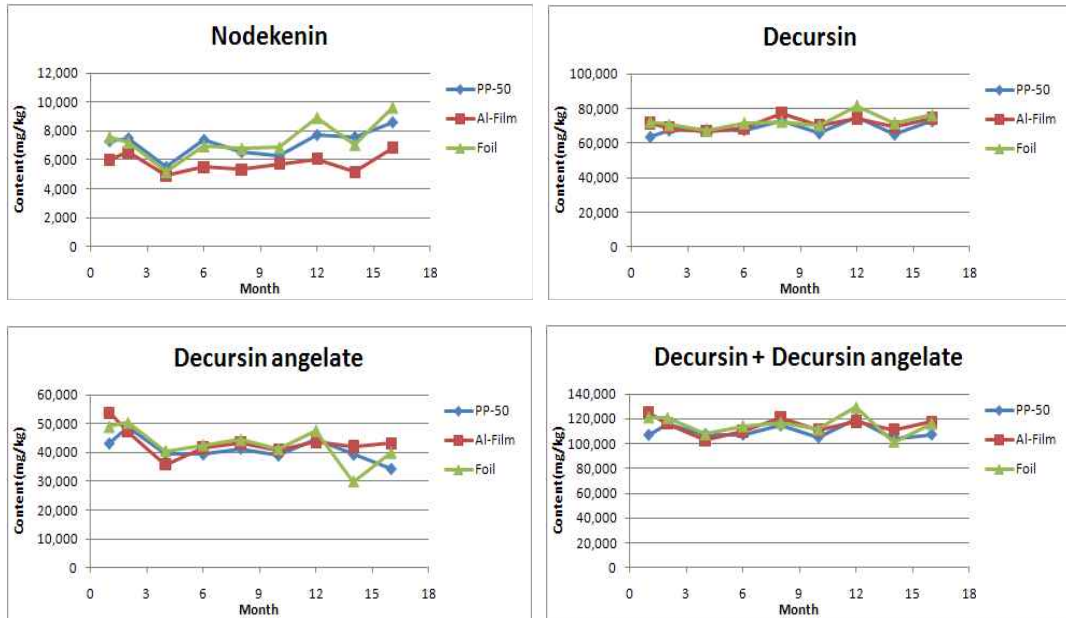 Nodekenin
Content(mg/kg)
12,000
10,000
8,000
6,000
4,000
2,000
0
0 3 6 9 12 15 18
Month
PP-50
Al-Film
Foil
Decursin
Content(mg/kg)
100,000
80,000
60,000
40,000
20,000
0
0 3 6 9 12 15 18
Month
PP-50
Al-Film
Foil
Decursin angelate
Content(mg/kg)
60,000
50,000
40,000
30,000
20,000
10,000
0
0 3 6 9 12 15 18
Month
PP-50
Al-Film
Foil
Decursin + Decursin angelate
Content(mg/kg)
140,000
120,000
100,000
80,000
60,000
40,000
20,000
0
0 3 6 9 12 15 18
Month
PP-50
Al-Film
Foil